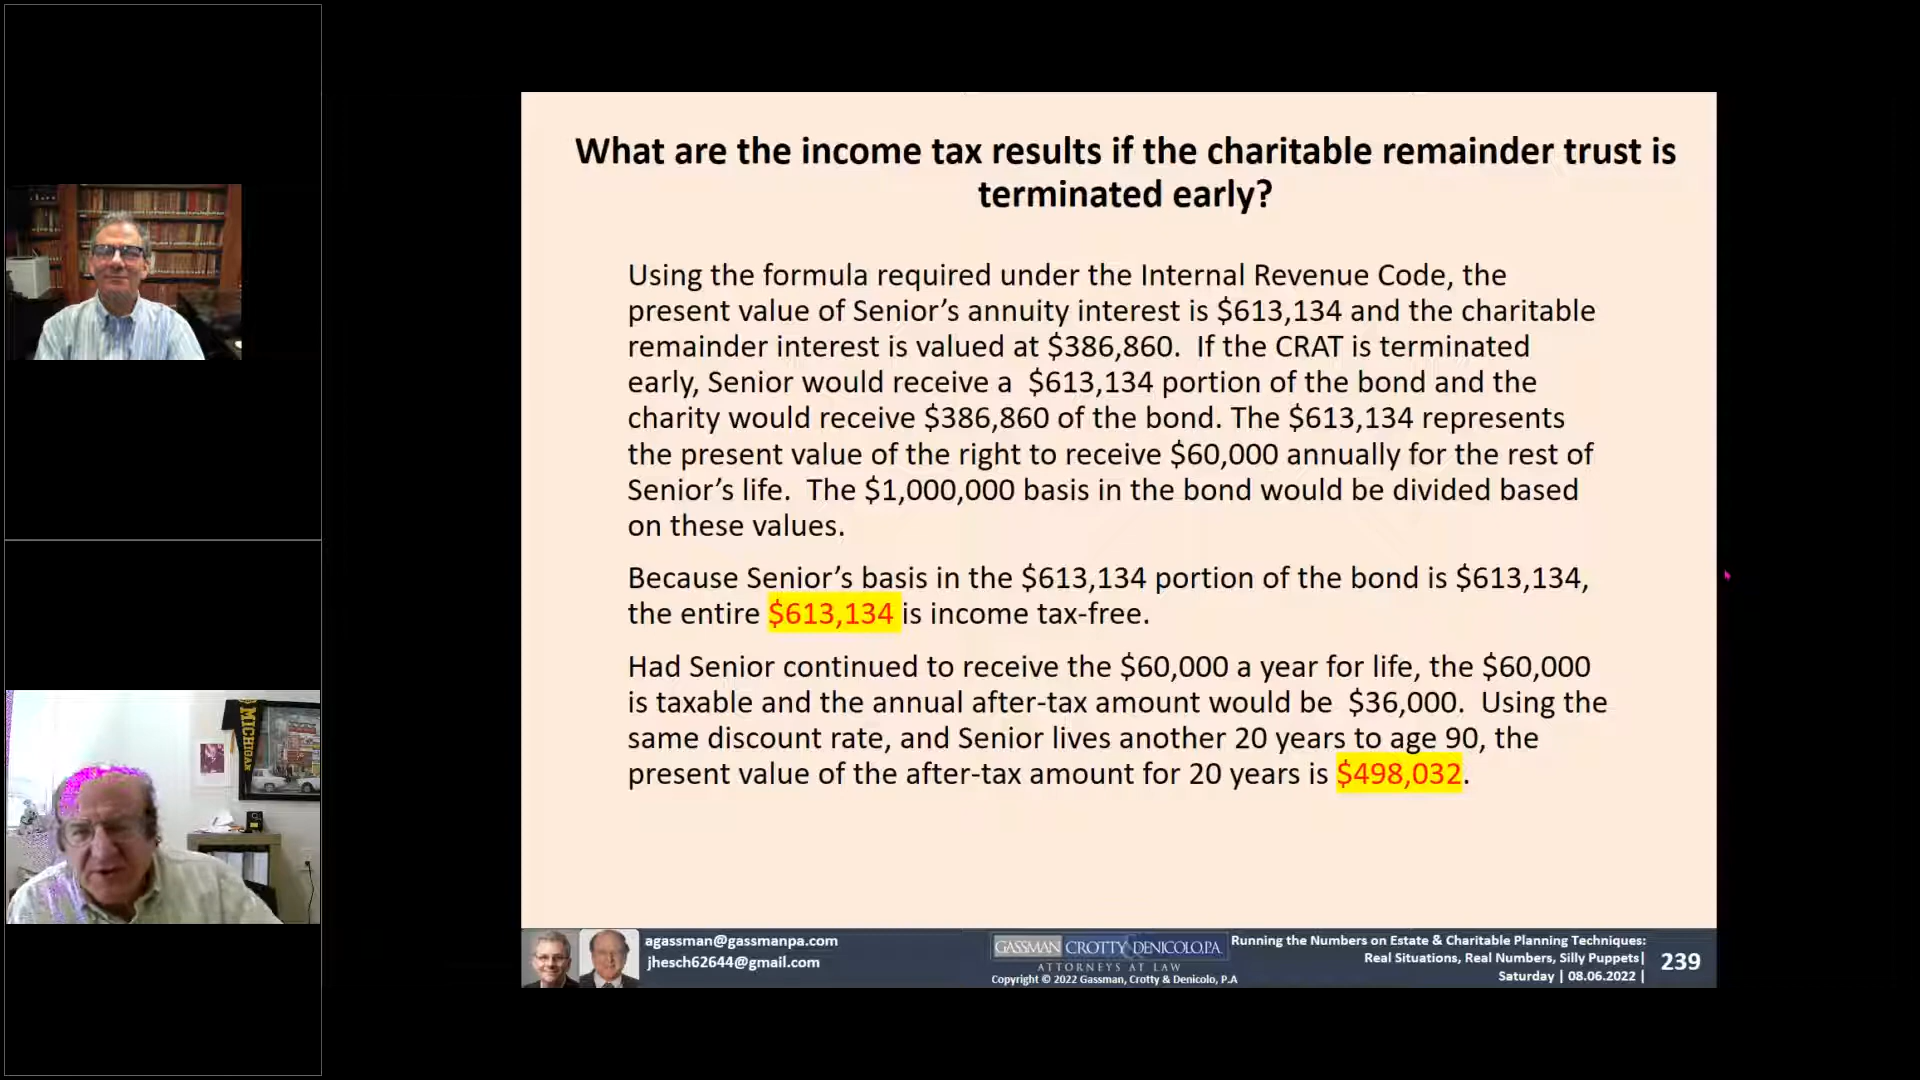 What are the income tax results if the charitable remainder trust is
terminated early?
Using the formula required under the Internal Revenue Code, the
present value of Senior's annuity interest is $613,134 and the charitable
remainder interest is valued at $386,860.  If the CRAT is terminated
early, Senior would receive a  $613,134 portion of the bond and the
charity would receive $386,860 of the bond. The $613,134 represents
the present value of the right to receive $60,000 annually for the rest of
Senior's life.  The $1,000,000 basis in the bond would be divided based
on these values.
Because Senior's basis in the $613,134 portion of the bond is $613,134,
the entire $613,134 is income tax-free.
Had Senior continued to receive the $60,000 a year for life, the $60,000
is taxable and the annual after-tax amount would be  $36,000.  Using the
same discount rate, and Senior lives another 20 years to age 90, the
present value of the after-tax amount for 20 years is $498,032.
MICHIGAN
agassman@gassmanpa.com
jhesch62644@gmail.com
GASSMAN CROTTY & DENICOLO, P.A.
ATTORNEYS AT LAW
Copyright © 2022 Gassman, Crotty & Denicolo, P.A
Running the Numbers on Estate & Charitable Planning Techniques:
Real Situations, Real Numbers, Silly Puppets|
Saturday | 08.06.2022 |
239